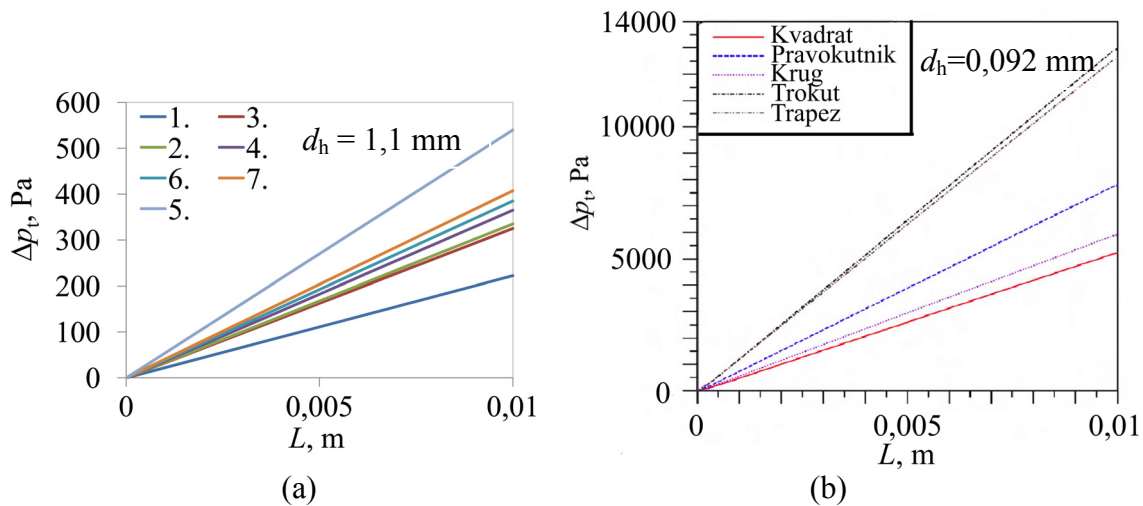 600
500
400
300
200
100
0
Δpt, Pa
1. 3.
2. 4.
6. 7.
5.
dh = 1,1 mm
0 0,005 0,01
L, m
(a)
14000
10000
5000
0
Δpt, Pa
Kvadrat
Pravokutnik
Krug
Trokut
Trapez
dh=0,092 mm
0 0,005 0,01
L, m
(b)